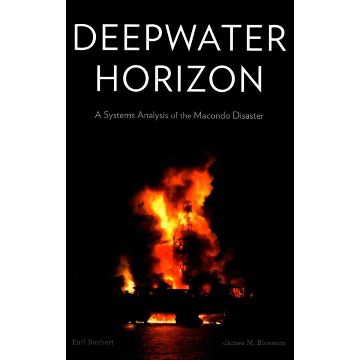 DEEPWATER
HORIZON
A Systems Analysis of the Macondo Disaster
Earl Boebert
James M. Blossom